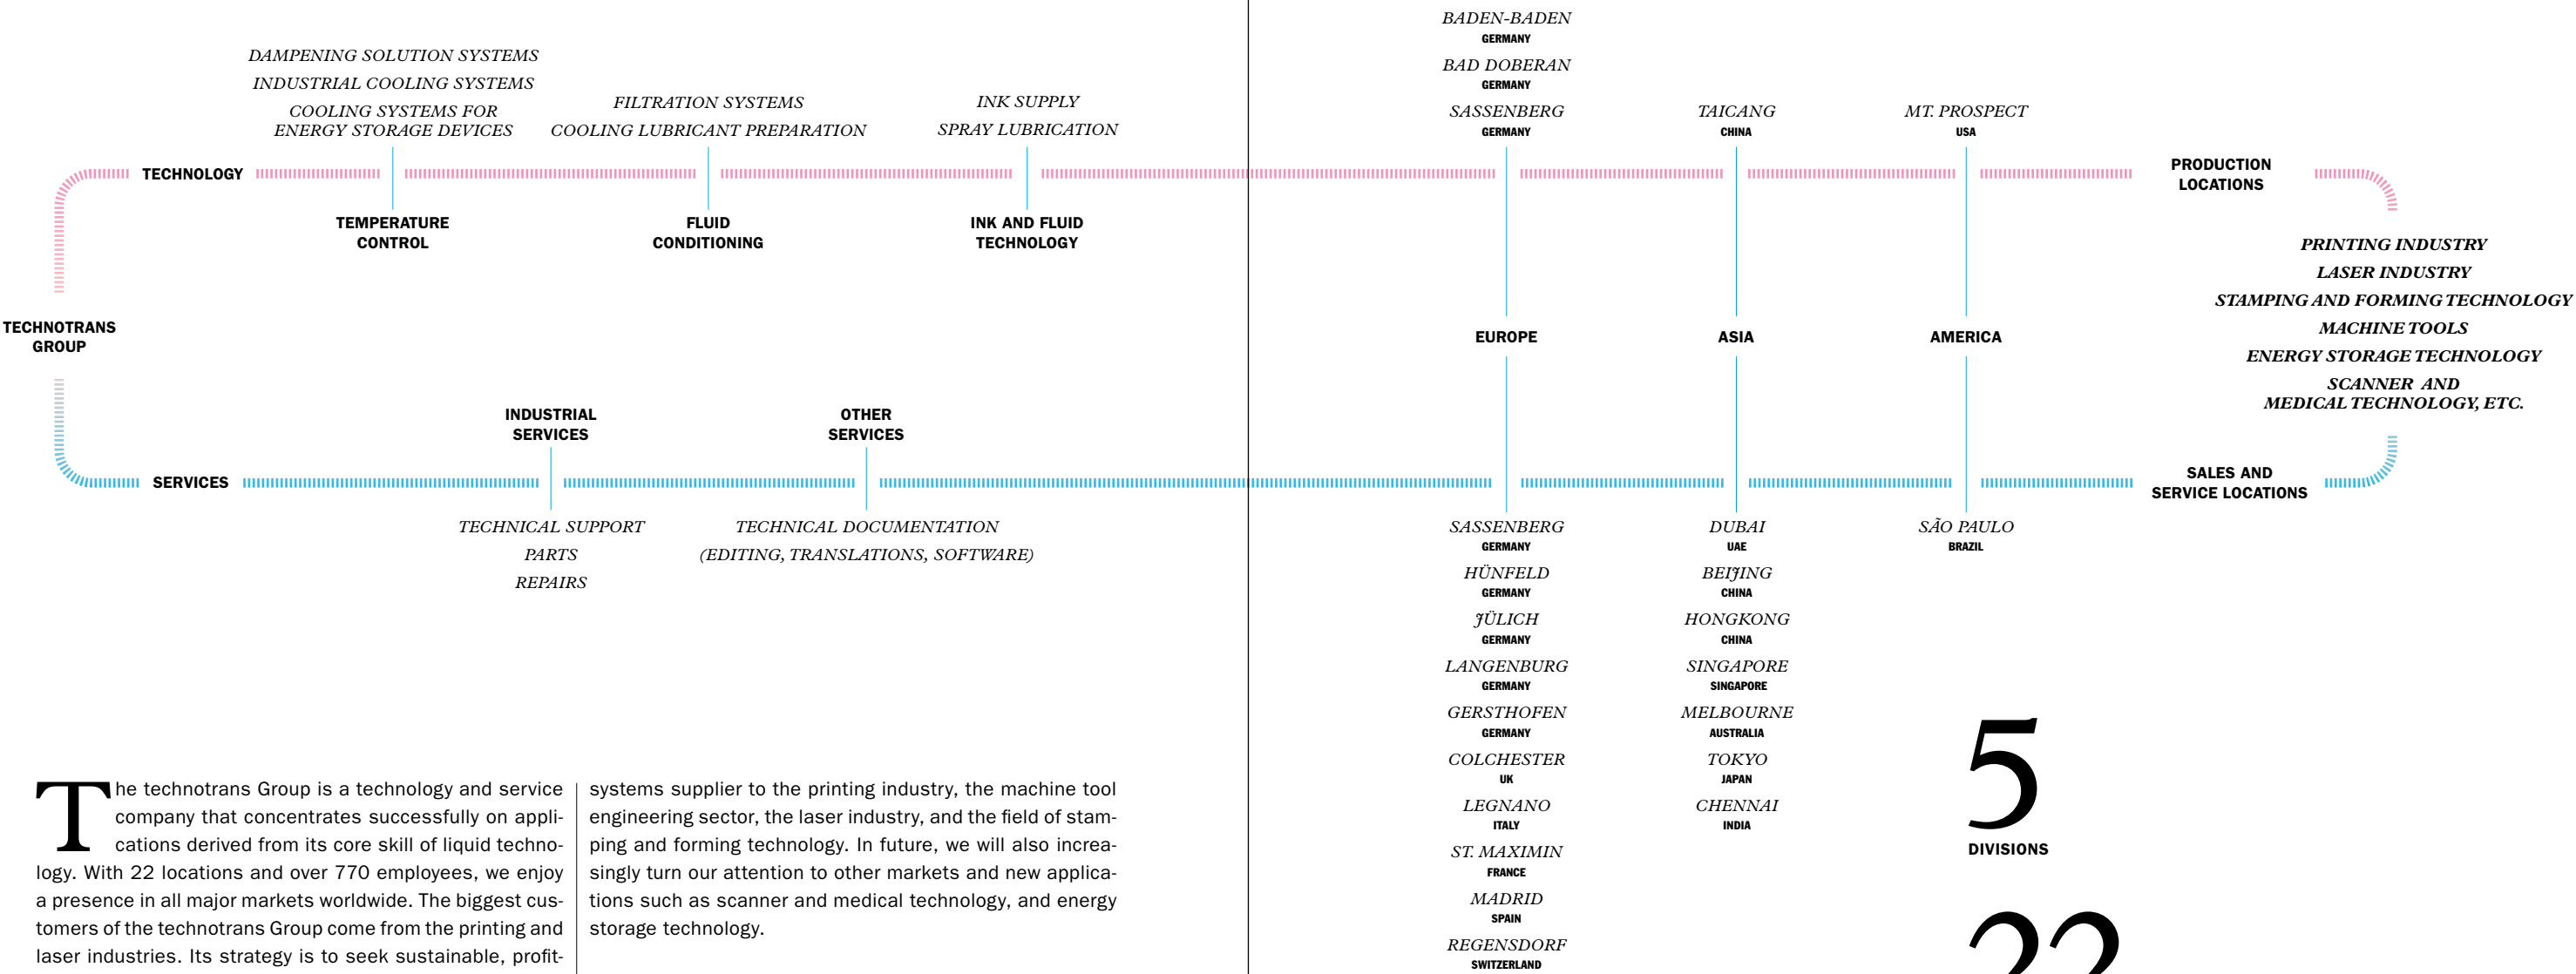 DAMPENING SOLUTION SYSTEMS
INDUSTRIAL COOLING SYSTEMS
COOLING SYSTEMS FOR
ENERGY STORAGE DEVICES
FILTRATION SYSTEMS
COOLING LUBRICANT PREPARATION
INK SUPPLY
SPRAY LUBRICATION
TECHNOLOGY
TEMPERATURE
CONTROL
FLUID
CONDITIONING
INK AND FLUID
TECHNOLOGY
TECHNOTRANS
GROUP
INDUSTRIAL
SERVICES
OTHER
SERVICES
SERVICES
TECHNICAL SUPPORT
PARTS
REPAIRS
TECHNICAL DOCUMENTATION
(EDITING, TRANSLATIONS, SOFTWARE)
The technotrans Group is a technology and service
company that concentrates successfully on appli-
cations derived from its core skill of liquid techno-
logy. With 22 locations and over 770 employees, we enjoy
a presence in all major markets worldwide. The biggest cus-
tomers of the technotrans Group come from the printing and
laser industries. Its strategy is to seek sustainable, profit-
systems supplier to the printing industry, the machine tool
engineering sector, the laser industry, and the field of stam-
ping and forming technology. In future, we will also increa-
singly turn our attention to other markets and new applica-
tions such as scanner and medical technology, and energy
storage technology.
BADEN-BADEN
GERMANY
BAD DOBERAN
GERMANY
SASSENBERG
GERMANY
TAICANG
CHINA
MT. PROSPECT
USA
PRODUCTION
LOCATIONS
EUROPE
ASIA
AMERICA
PRINTING INDUSTRY
LASER INDUSTRY
STAMPING AND FORMING TECHNOLOGY
MACHINE TOOLS
ENERGY STORAGE TECHNOLOGY
SCANNER AND
MEDICAL TECHNOLOGY, ETC.
SALES AND
SERVICE LOCATIONS
SASSENBERG
GERMANY
HÜNFELD
GERMANY
JÜLICH
GERMANY
LANGENBURG
GERMANY
GERSTHOFEN
GERMANY
COLCHESTER
UK
LEGNANO
ITALY
ST. MAXIMIN
FRANCE
MADRID
SPAIN
REGENSDORF
SWITZERLAND
DUBAI
UAE
BEIJING
CHINA
HONGKONG
CHINA
SINGAPORE
SINGAPORE
MELBOURNE
AUSTRALIA
TOKYO
JAPAN
CHENNAI
INDIA
SÃO PAULO
BRAZIL
5
DIVISIONS
22